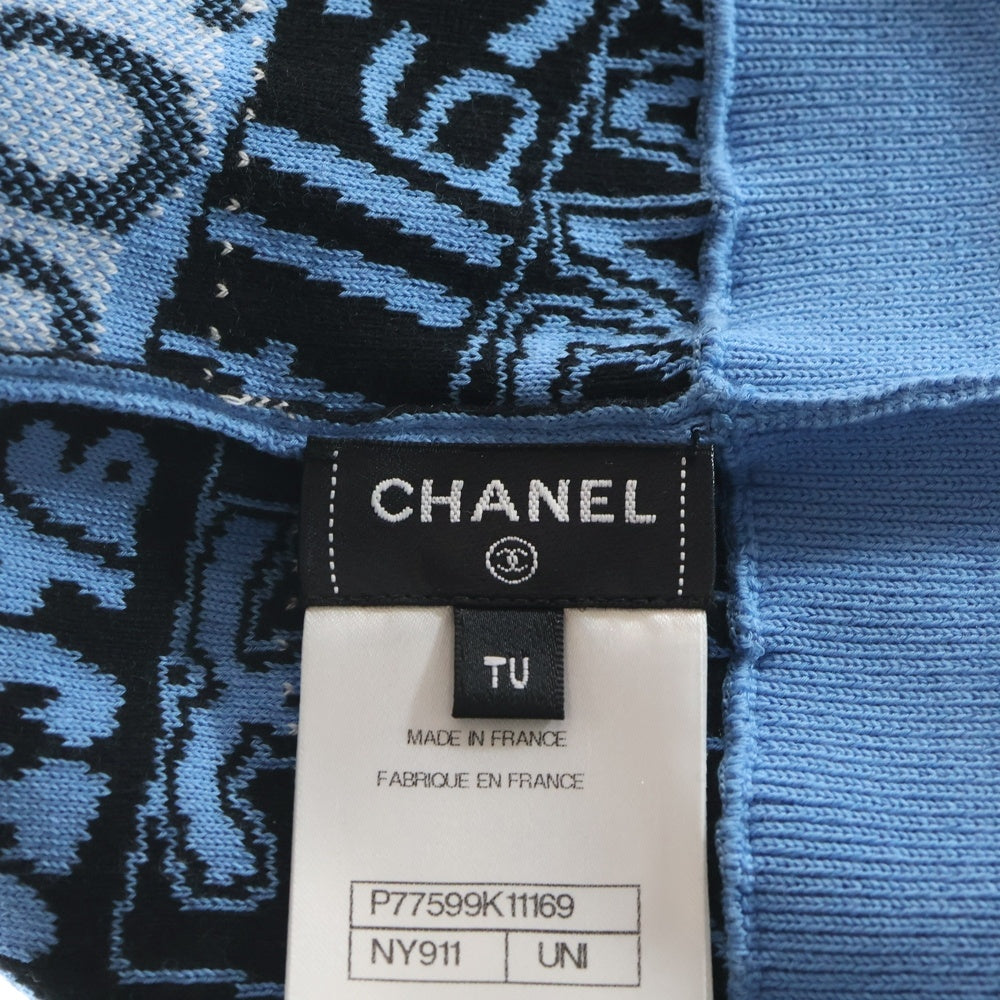 CHANEL
TU
MADE IN FRANCE
FABRIQUE EN FRANCE
P77599K11169
NY911 UNI